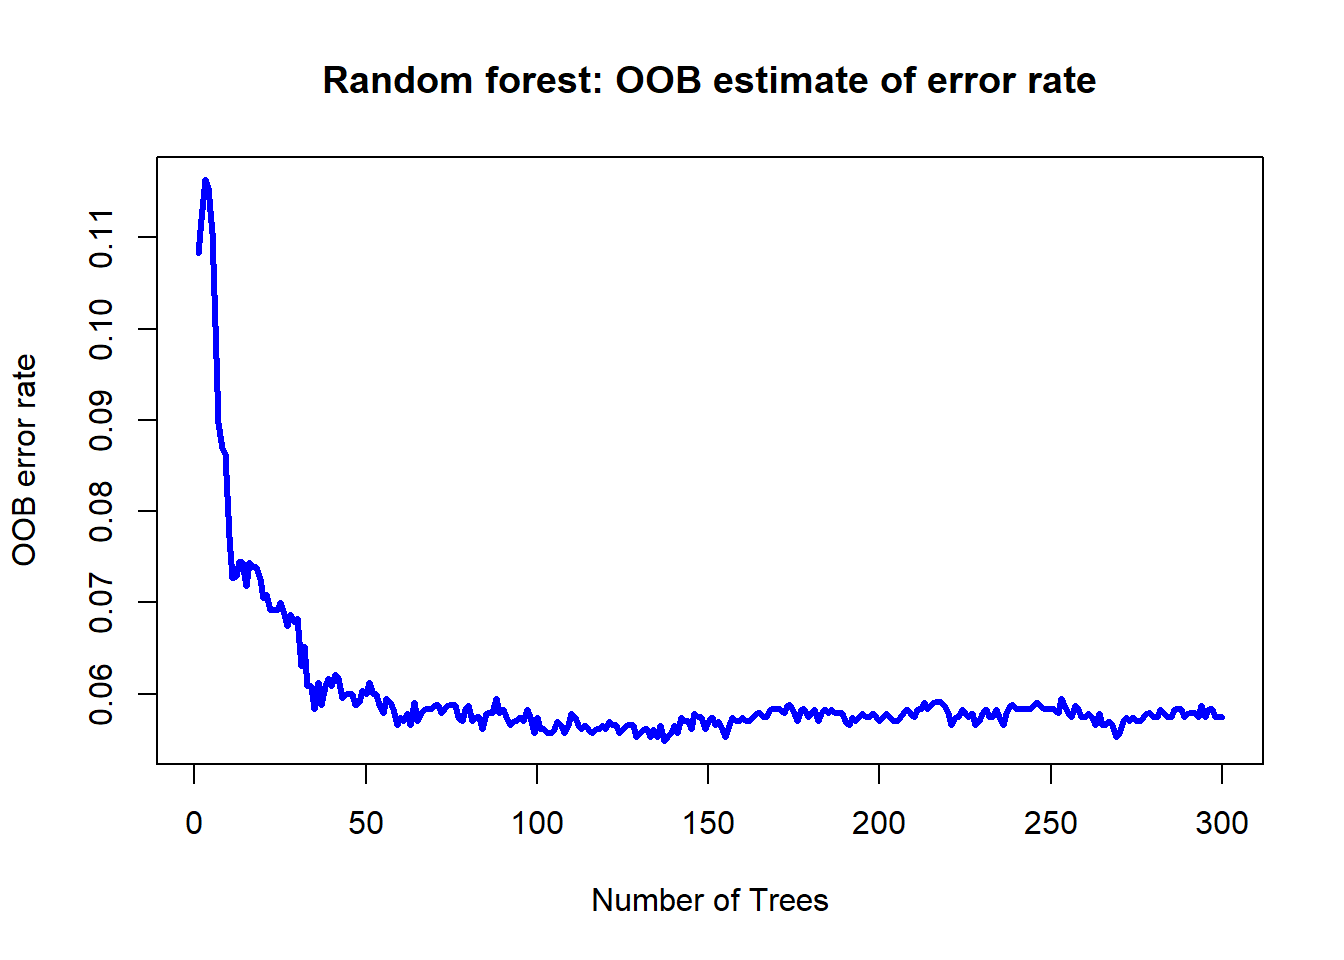 Random forest: OOB estimate of error rate
OOB error rate
0.11
0.10
0.09
0.08
0.07
0.06
0 50 100 150 200 250 300
Number of Trees